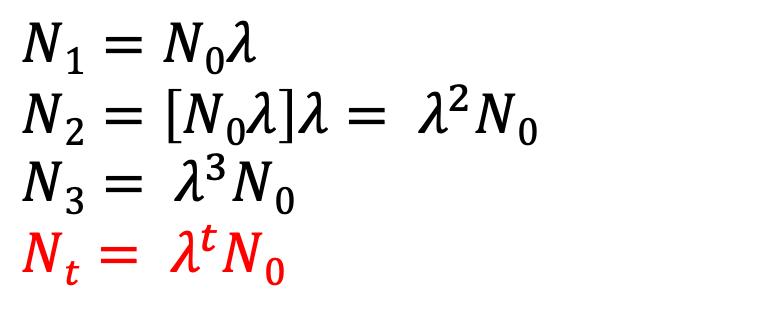 N₁ = N₀λ
N₂ = [N₀λ]λ = λ²N₀
N₃ = λ³N₀
Nₜ = λᵗN₀